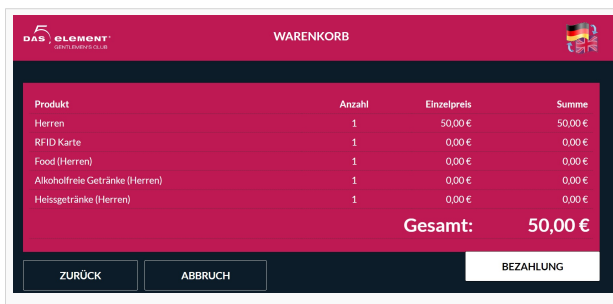 5
DAS ELEMENT
GENTLEMEN'S CLUB
WARENKORB
Produkt Anzahl Einzelpreis Summe
Herren 1 50,00 € 50,00 €
RFID Karte 1 0,00 € 0,00 €
Food (Herren) 1 0,00 € 0,00 €
Alkoholfreie Getränke (Herren) 1 0,00 € 0,00 €
Heissgetränke (Herren) 1 0,00 € 0,00 €
Gesamt: 50,00 €
ZURÜCK ABBRUCH BEZAHLUNG